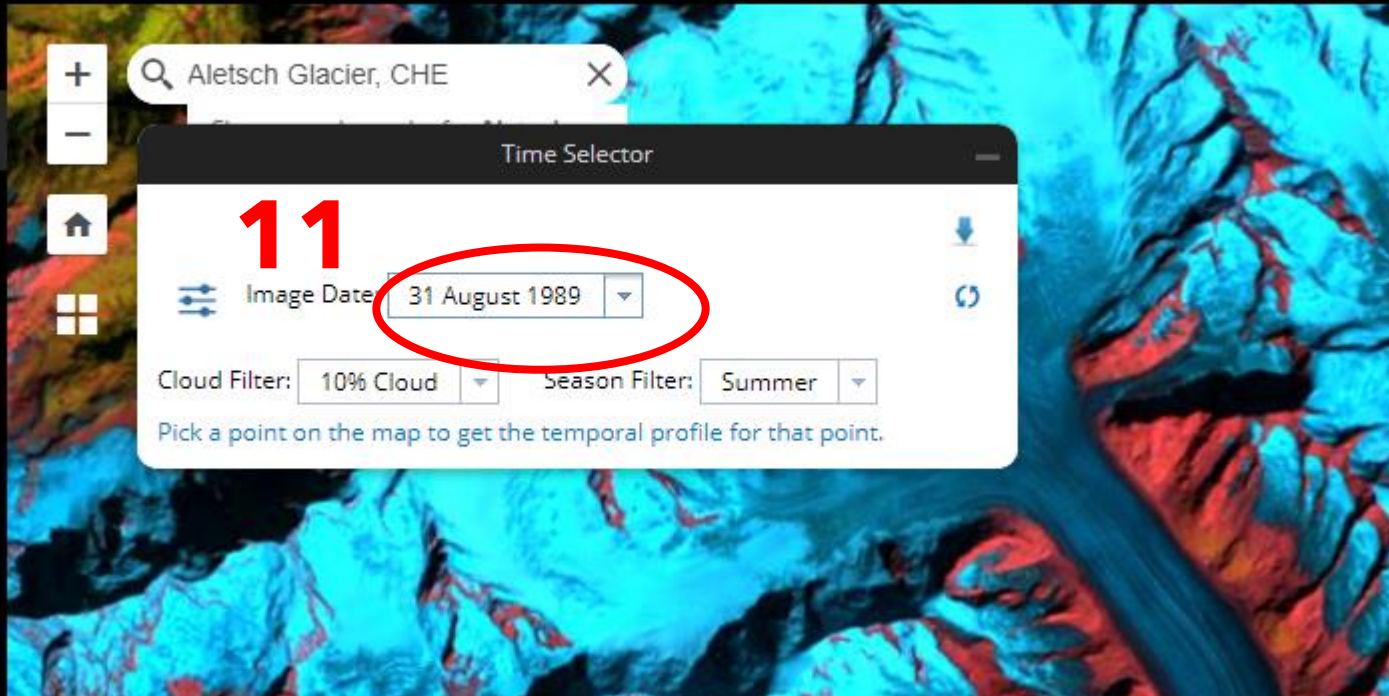 Aletsch Glacier, CHE
Time Selector
11
Image Date: 31 August 1989
Cloud Filter: 10% Cloud Season Filter: Summer
Pick a point on the map to get the temporal profile for that point.